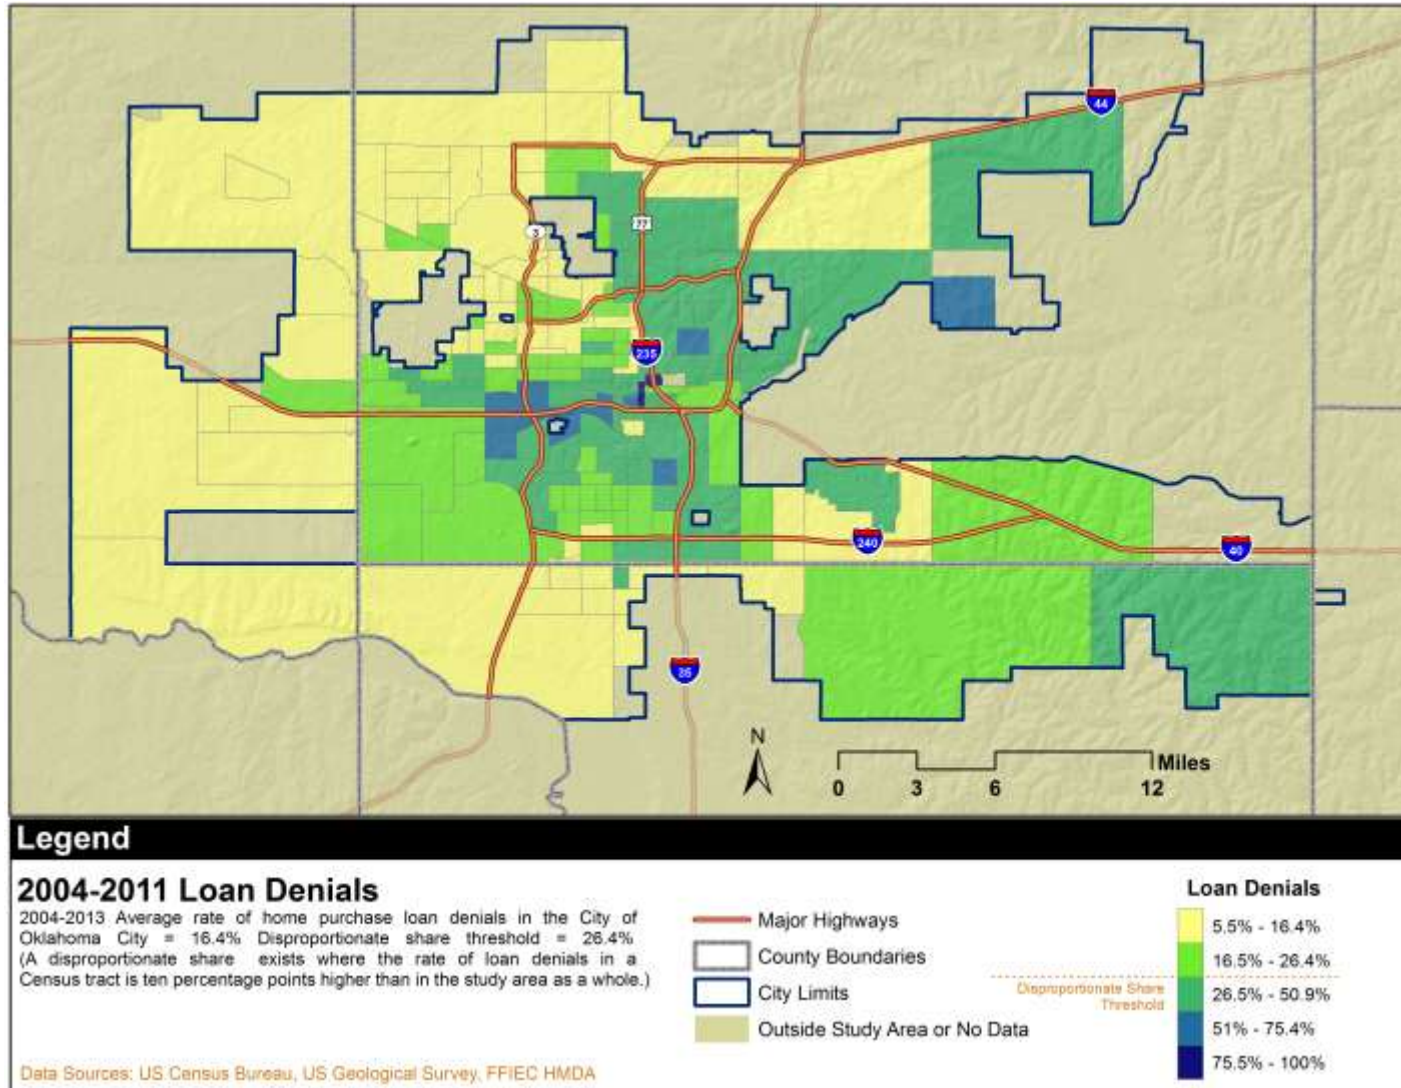 44
3
77
235
240
40
35
N
Miles
0 3 6 12
Legend
2004-2011 Loan Denials
2004-2013 Average rate of home purchase loan denials in the City of
Oklahoma City = 16.4% Disproportionate share threshold = 26.4%
(A disproportionate share exists where the rate of loan denials in a
Census tract is ten percentage points higher than in the study area as a whole.)
Data Sources: US Census Bureau, US Geological Survey, FFIEC HMDA
Major Highways
County Boundaries
City Limits
Outside Study Area or No Data
Disproportionate Share
Threshold
Loan Denials
5.5% - 16.4%
16.5% - 26.4%
26.5% - 50.9%
51% - 75.4%
75.5% - 100%